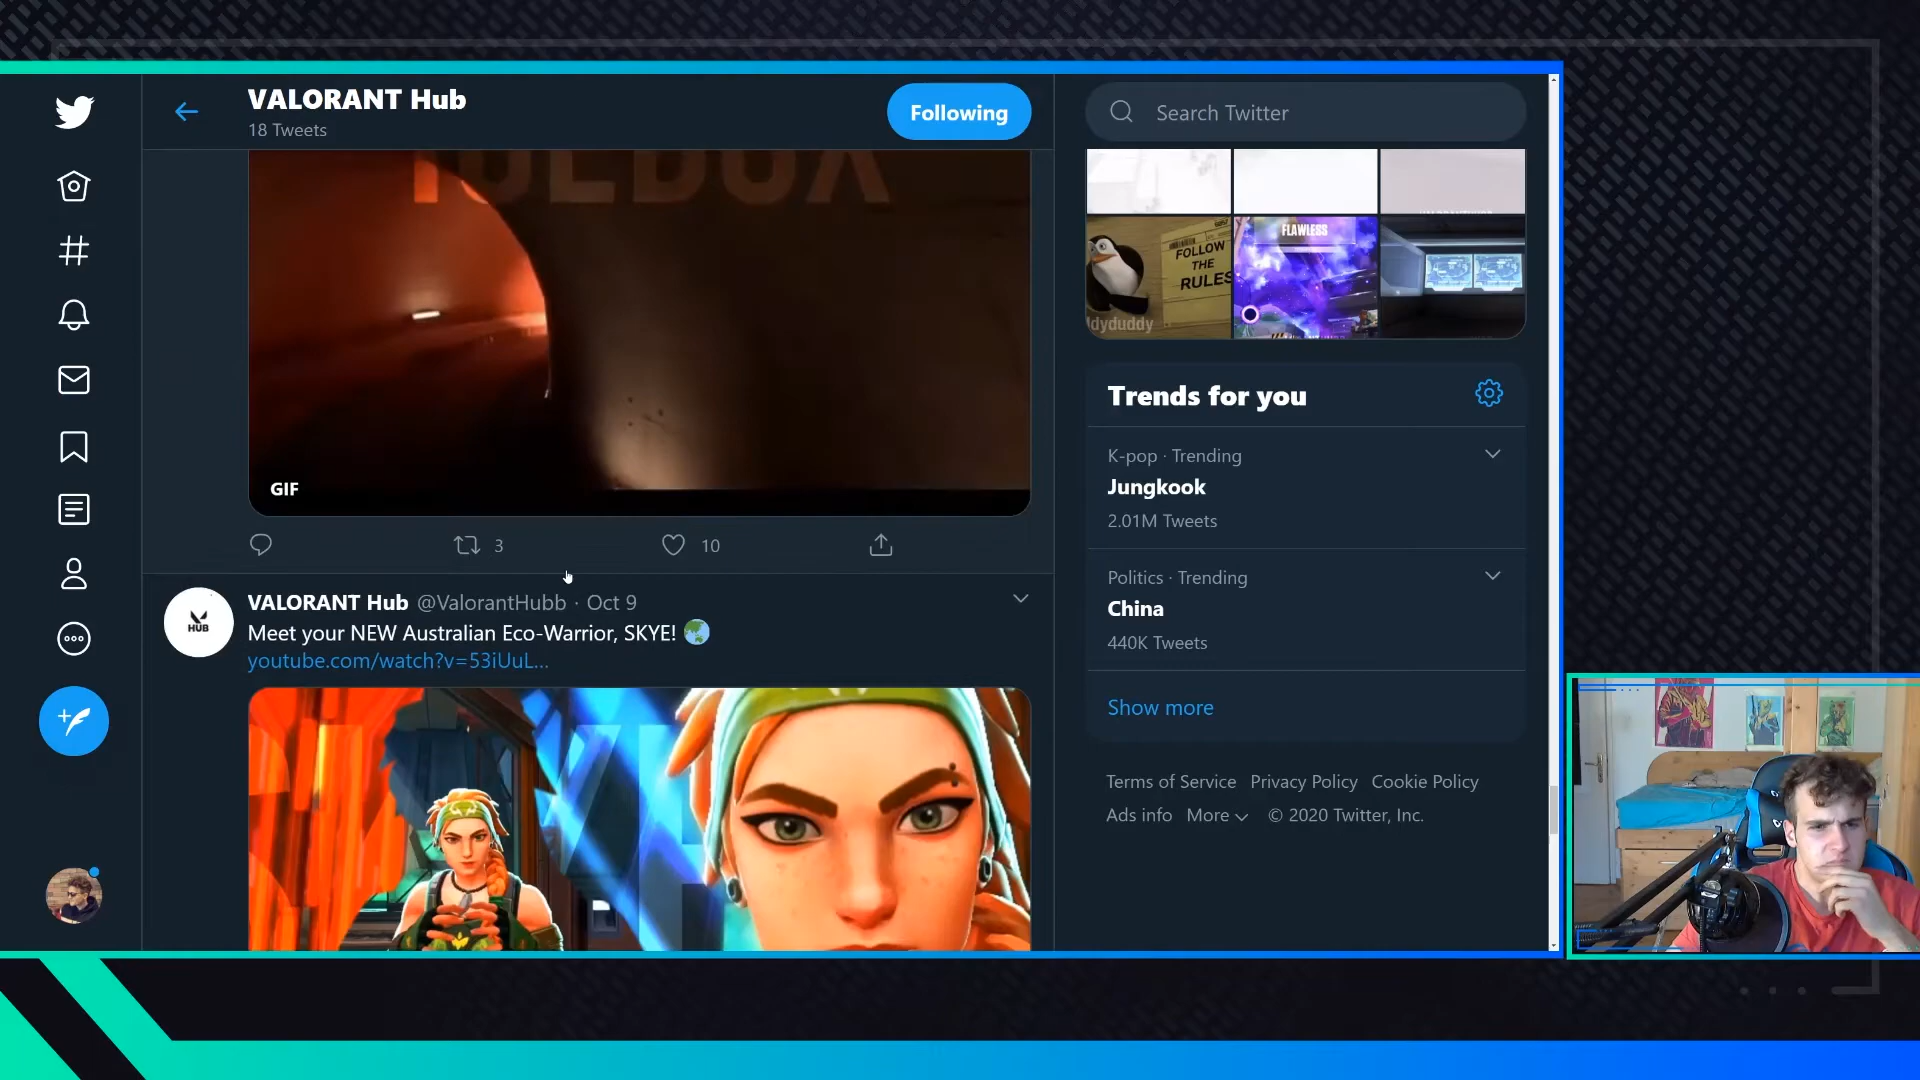 VALORANT Hub
18 Tweets
Following
Search Twitter
GIF
3
10
VALORANT Hub @ValorantHubb · Oct 9
Meet your NEW Australian Eco-Warrior, SKYE!
youtube.com/watch?v=53iUuL...
HUB
FOLLOW
THE
RULES
dyduddy
FLAWLESS
Trends for you
K-pop · Trending
Jungkook
2.01M Tweets
Politics · Trending
China
440K Tweets
Show more
Terms of Service Privacy Policy Cookie Policy
Ads info More © 2020 Twitter, Inc.